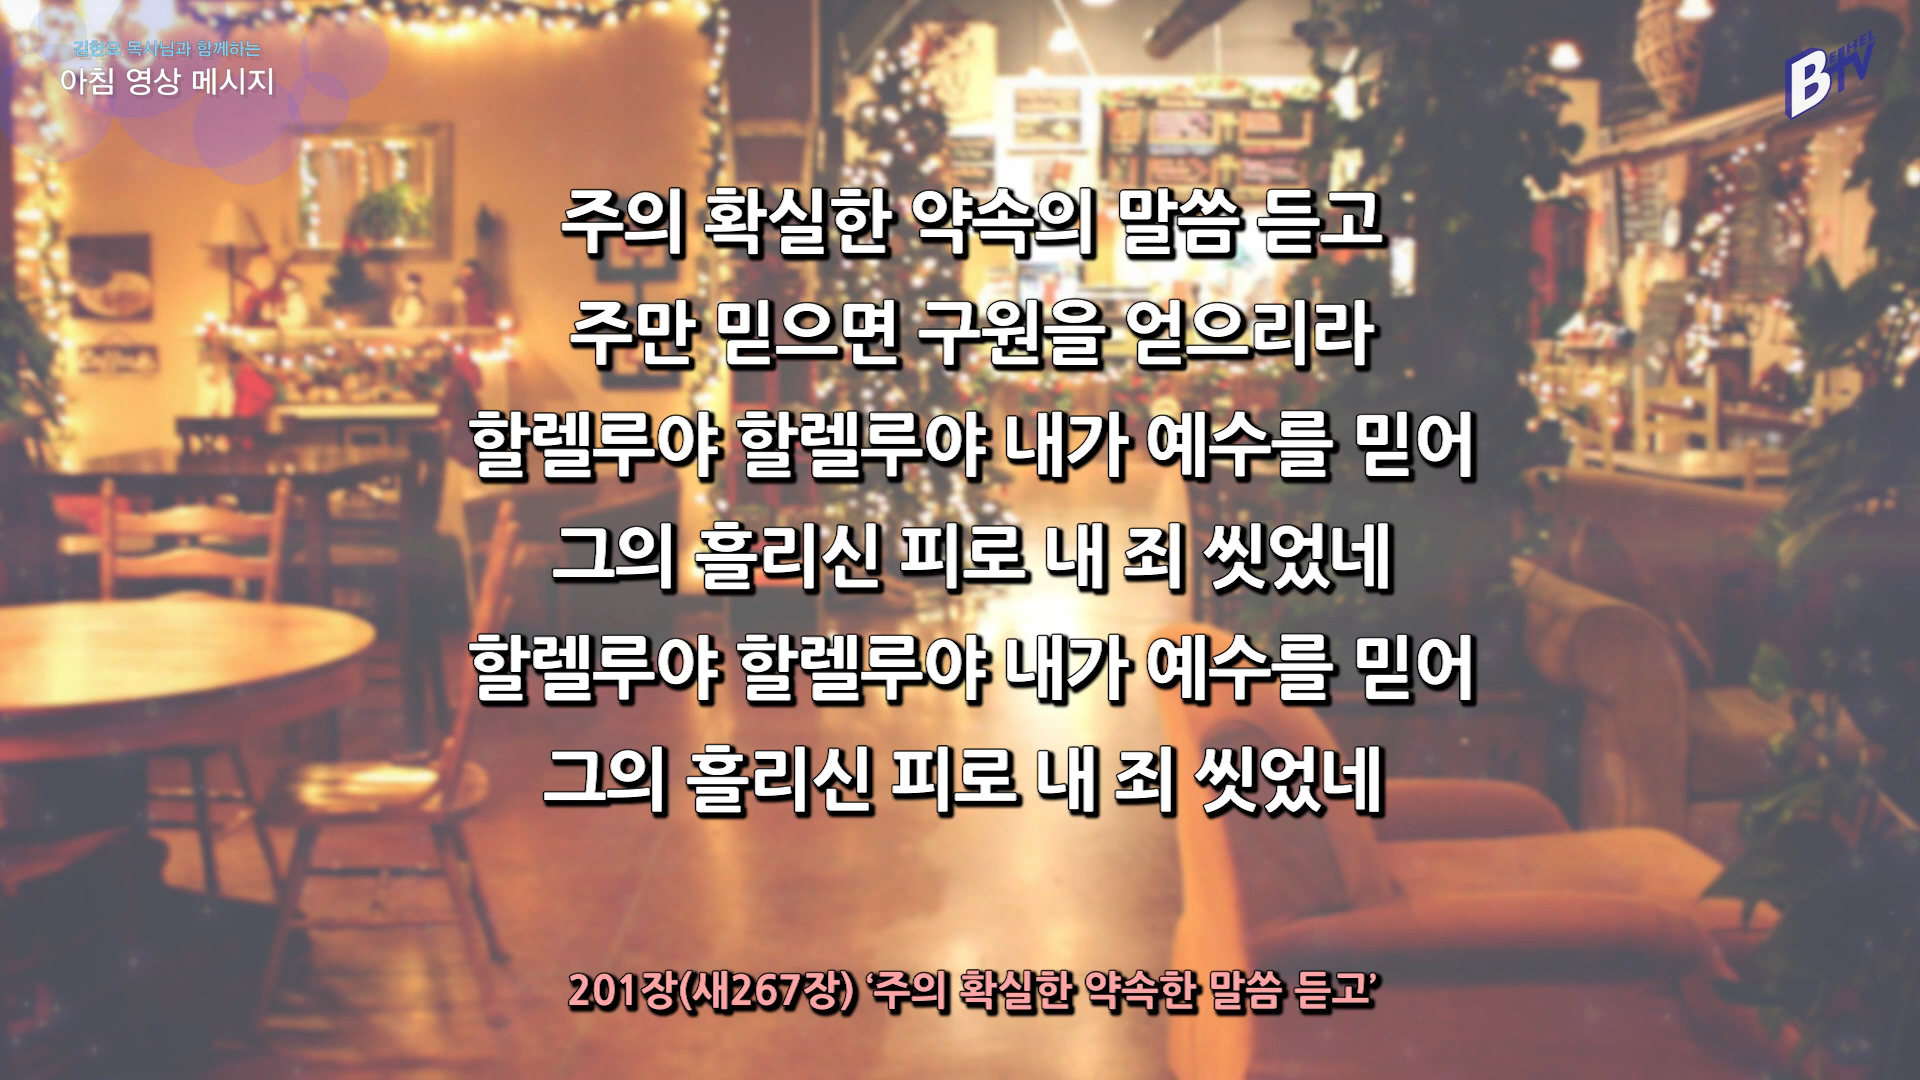 김한요 목사님과 함께하는
아침 영상 메시지
BETHEL
BTV
주의 확실한 약속의 말씀 듣고
주만 믿으면 구원을 얻으리라
할렐루야 할렐루야 내가 예수를 믿어
그의 흘리신 피로 내 죄 씻었네
할렐루야 할렐루야 내가 예수를 믿어
그의 흘리신 피로 내 죄 씻었네
201장(새267장) ‘주의 확실한 약속한 말씀 듣고’